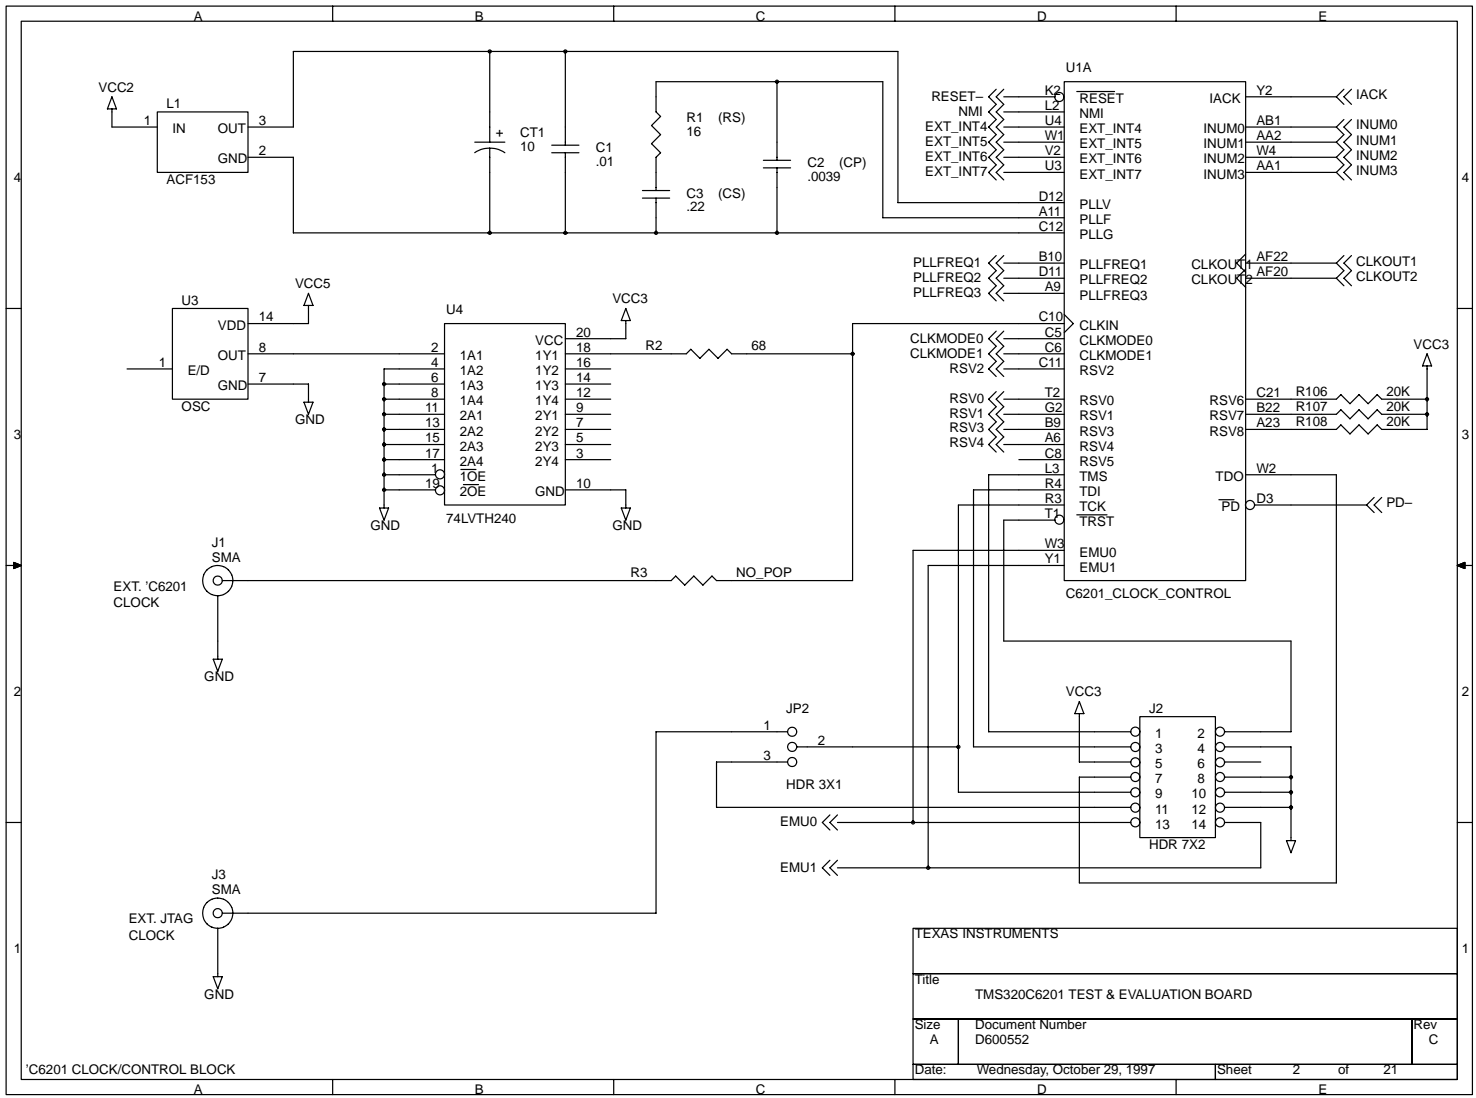 A B C D E
4
3
2
1
4
3
2
1
VCC2
L1
1 IN OUT 3
GND 2
ACF153
+
CT1
10
C1
.01
R1 (RS)
16
C3 (CS)
.22
C2 (CP)
.0039
U1A
RESET– K2 RESET
NMI L2 NMI
EXT_INT4 U4 EXT_INT4
EXT_INT5 W1 EXT_INT5
EXT_INT6 V2 EXT_INT6
EXT_INT7 U3 EXT_INT7
D12 PLLV
A11 PLLF
C12 PLLG
PLLFREQ1 B10 PLLFREQ1
PLLFREQ2 D11 PLLFREQ2
PLLFREQ3 A9 PLLFREQ3
C10 CLKIN
CLKMODE0 C5 CLKMODE0
CLKMODE1 C6 CLKMODE1
RSV2 C11 RSV2
RSV0 T2 RSV0
RSV1 G2 RSV1
RSV3 B9 RSV3
RSV4 A6 RSV4
C8 RSV5
L3 TMS
R4 TDI
R3 TCK
T1 TRST
W3 EMU0
Y1 EMU1
IACK Y2 IACK
INUM0 AB1 INUM0
INUM1 AA2 INUM1
INUM2 W4 INUM2
INUM3 AA1 INUM3
CLKOUT1 AF22 CLKOUT1
CLKOUT2 AF20 CLKOUT2
VCC3
RSV6 C21 R106 20K
RSV7 B22 R107 20K
RSV8 A23 R108 20K
TDO W2
PD D3 PD–
C6201_CLOCK_CONTROL
U3
VCC5
VDD 14
OUT 8
1 E/D
GND 7
OSC
GND
U4
VCC3
VCC 20
2 1A1 1Y1 18
4 1A2 1Y2 16
6 1A3 1Y3 14
8 1A4 1Y4 12
11 2A1 2Y1 9
13 2A2 2Y2 7
15 2A3 2Y3 5
17 2A4 2Y4 3
1 1OE
19 2OE GND 10
74LVTH240
GND
GND
R2 68
J1
SMA
EXT. 'C6201
CLOCK
GND
R3 NO_POP
JP2
1
2
3
HDR 3X1
VCC3
J2
1 2
3 4
5 6
7 8
9 10
11 12
13 14
HDR 7X2
EMU0
EMU1
J3
SMA
EXT. JTAG
CLOCK
GND
TEXAS INSTRUMENTS
Title
TMS320C6201 TEST & EVALUATION BOARD
Size Document Number Rev
A D600552 C
Date: Wednesday, October 29, 1997 Sheet 2 of 21
'C6201 CLOCK/CONTROL BLOCK
A B C D E